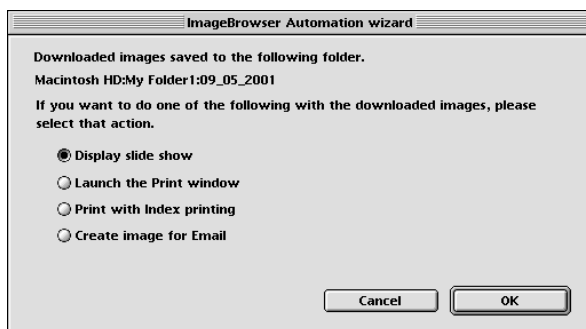 ImageBrowser Automation wizard
Downloaded images saved to the following folder.
Macintosh HD:My Folder1:09_05_2001
If you want to do one of the following with the downloaded images, please
select that action.
Display slide show
Launch the Print window
Print with Index printing
Create image for Email
Cancel OK